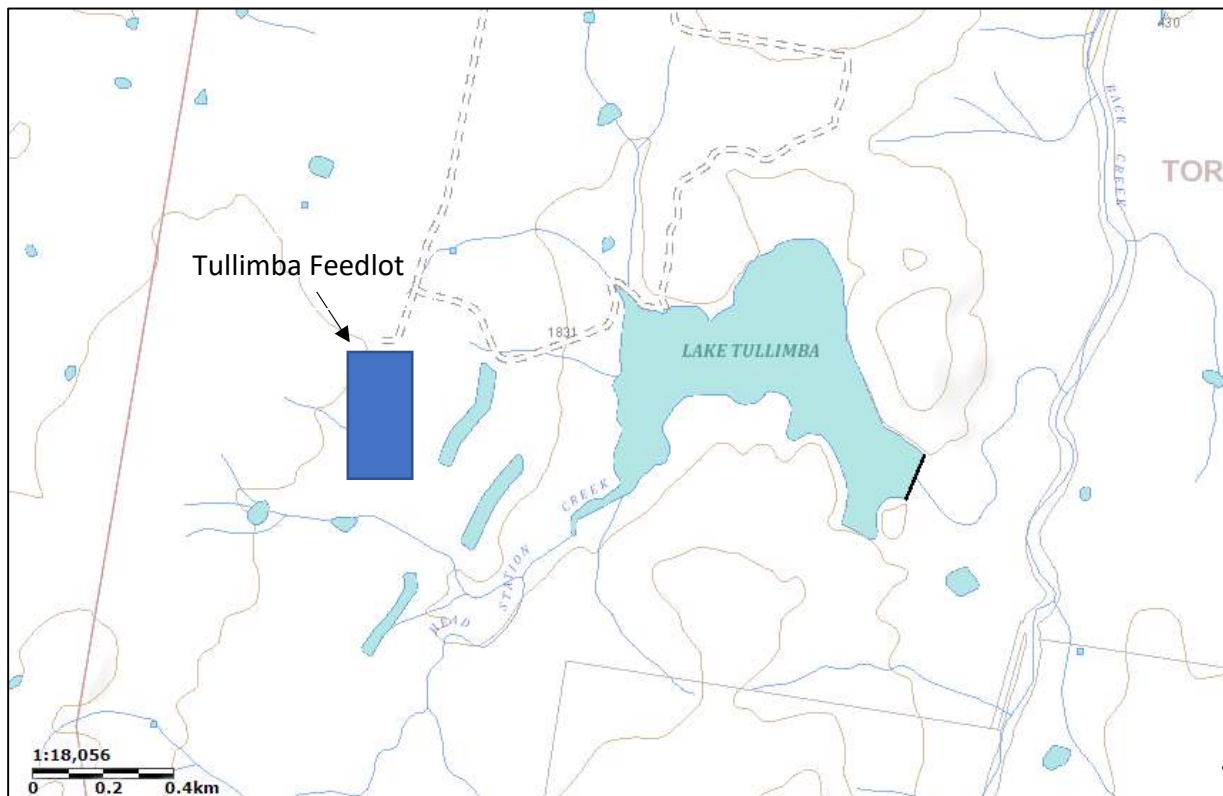 430
BACK CREEK
TOR
Tullimba Feedlot
1831
LAKE TULLIMBA
HEAD STATION CREEK
1:18,056
0 0.2 0.4km